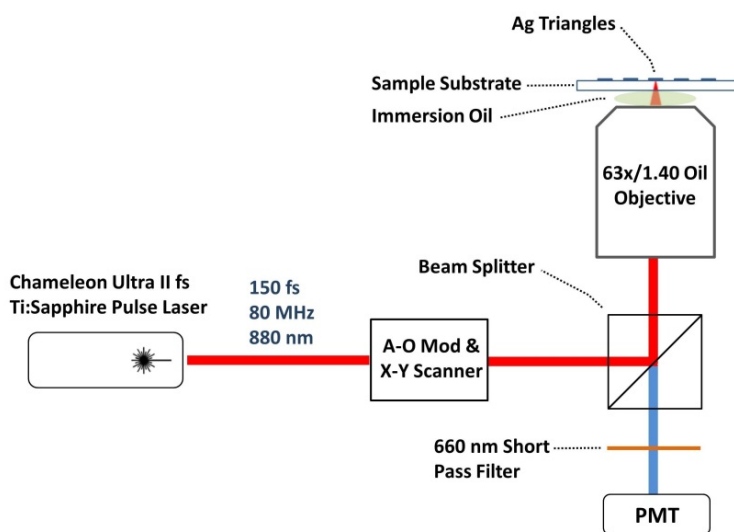 Ag Triangles
Sample Substrate
Immersion Oil
63x/1.40 Oil
Objective
Beam Splitter
Chameleon Ultra II fs
Ti:Sapphire Pulse Laser
150 fs
80 MHz
880 nm
A-O Mod &
X-Y Scanner
660 nm Short
Pass Filter
PMT